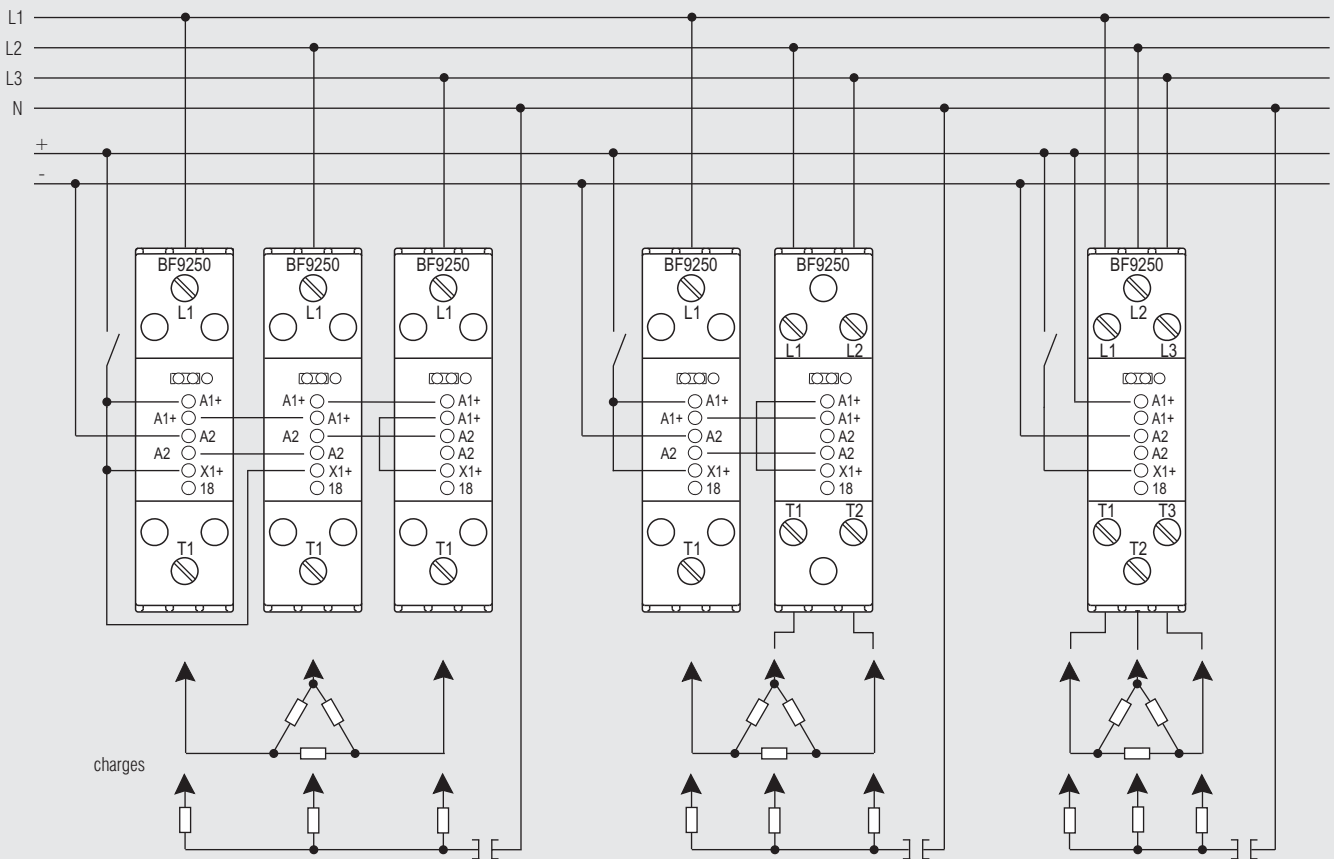 L1
L2
L3
N
+
-
BF9250 BF9250 BF9250 BF9250 BF9250 BF9250
L1 L1 L1 L1 L2
L1 L2 L1 L3
A1+ A1+ A1+ A1+ A1+ A1+
A1+ A1+ A1+ A1+ A1+ A1+
A2 A2 A2 A2 A2 A2
A2 A2 A2 A2 A2 A2
X1+ X1+ X1+ X1+ X1+ X1+
18 18 18 18 18 18
T1 T2 T1 T3
T1 T1 T1 T1 T2
charges